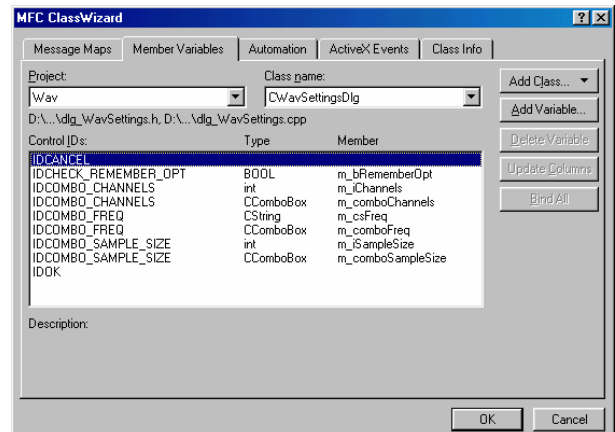 MFC ClassWizard
Message Maps Member Variables Automation ActiveX Events Class Info
Project: Class name:
Wav CWavSettingsDlg
Add Class...
Add Variable...
Delete Variable
Update Columns
Bind All
D:\...\dlg_WavSettings.h, D:\...\dlg_WavSettings.cpp
Control IDs: Type Member
IDCANCEL
IDCHECK_REMEMBER_OPT BOOL m_bRememberOpt
IDCOMBO_CHANNELS int m_iChannels
IDCOMBO_CHANNELS CComboBox m_comboChannels
IDCOMBO_FREQ CString m_csFreq
IDCOMBO_FREQ CComboBox m_comboFreq
IDCOMBO_SAMPLE_SIZE int m_iSampleSize
IDCOMBO_SAMPLE_SIZE CComboBox m_comboSampleSize
IDOK
Description:
OK Cancel